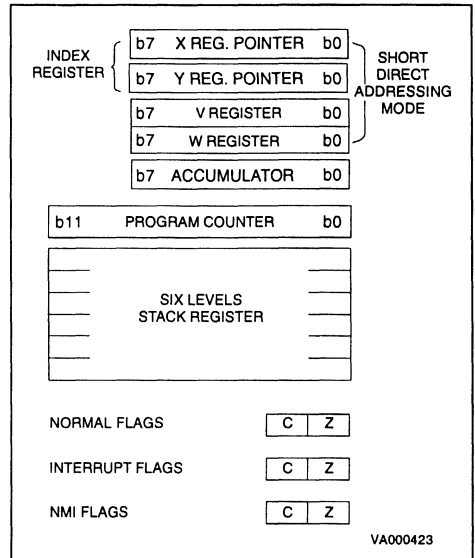 INDEX
REGISTER
b7 X REG. POINTER b0
b7 Y REG. POINTER b0
SHORT
DIRECT
ADDRESSING
MODE
b7 V REGISTER b0
b7 W REGISTER b0
b7 ACCUMULATOR b0
b11 PROGRAM COUNTER b0
SIX LEVELS
STACK REGISTER
NORMAL FLAGS C Z
INTERRUPT FLAGS C Z
NMI FLAGS C Z
VA000423